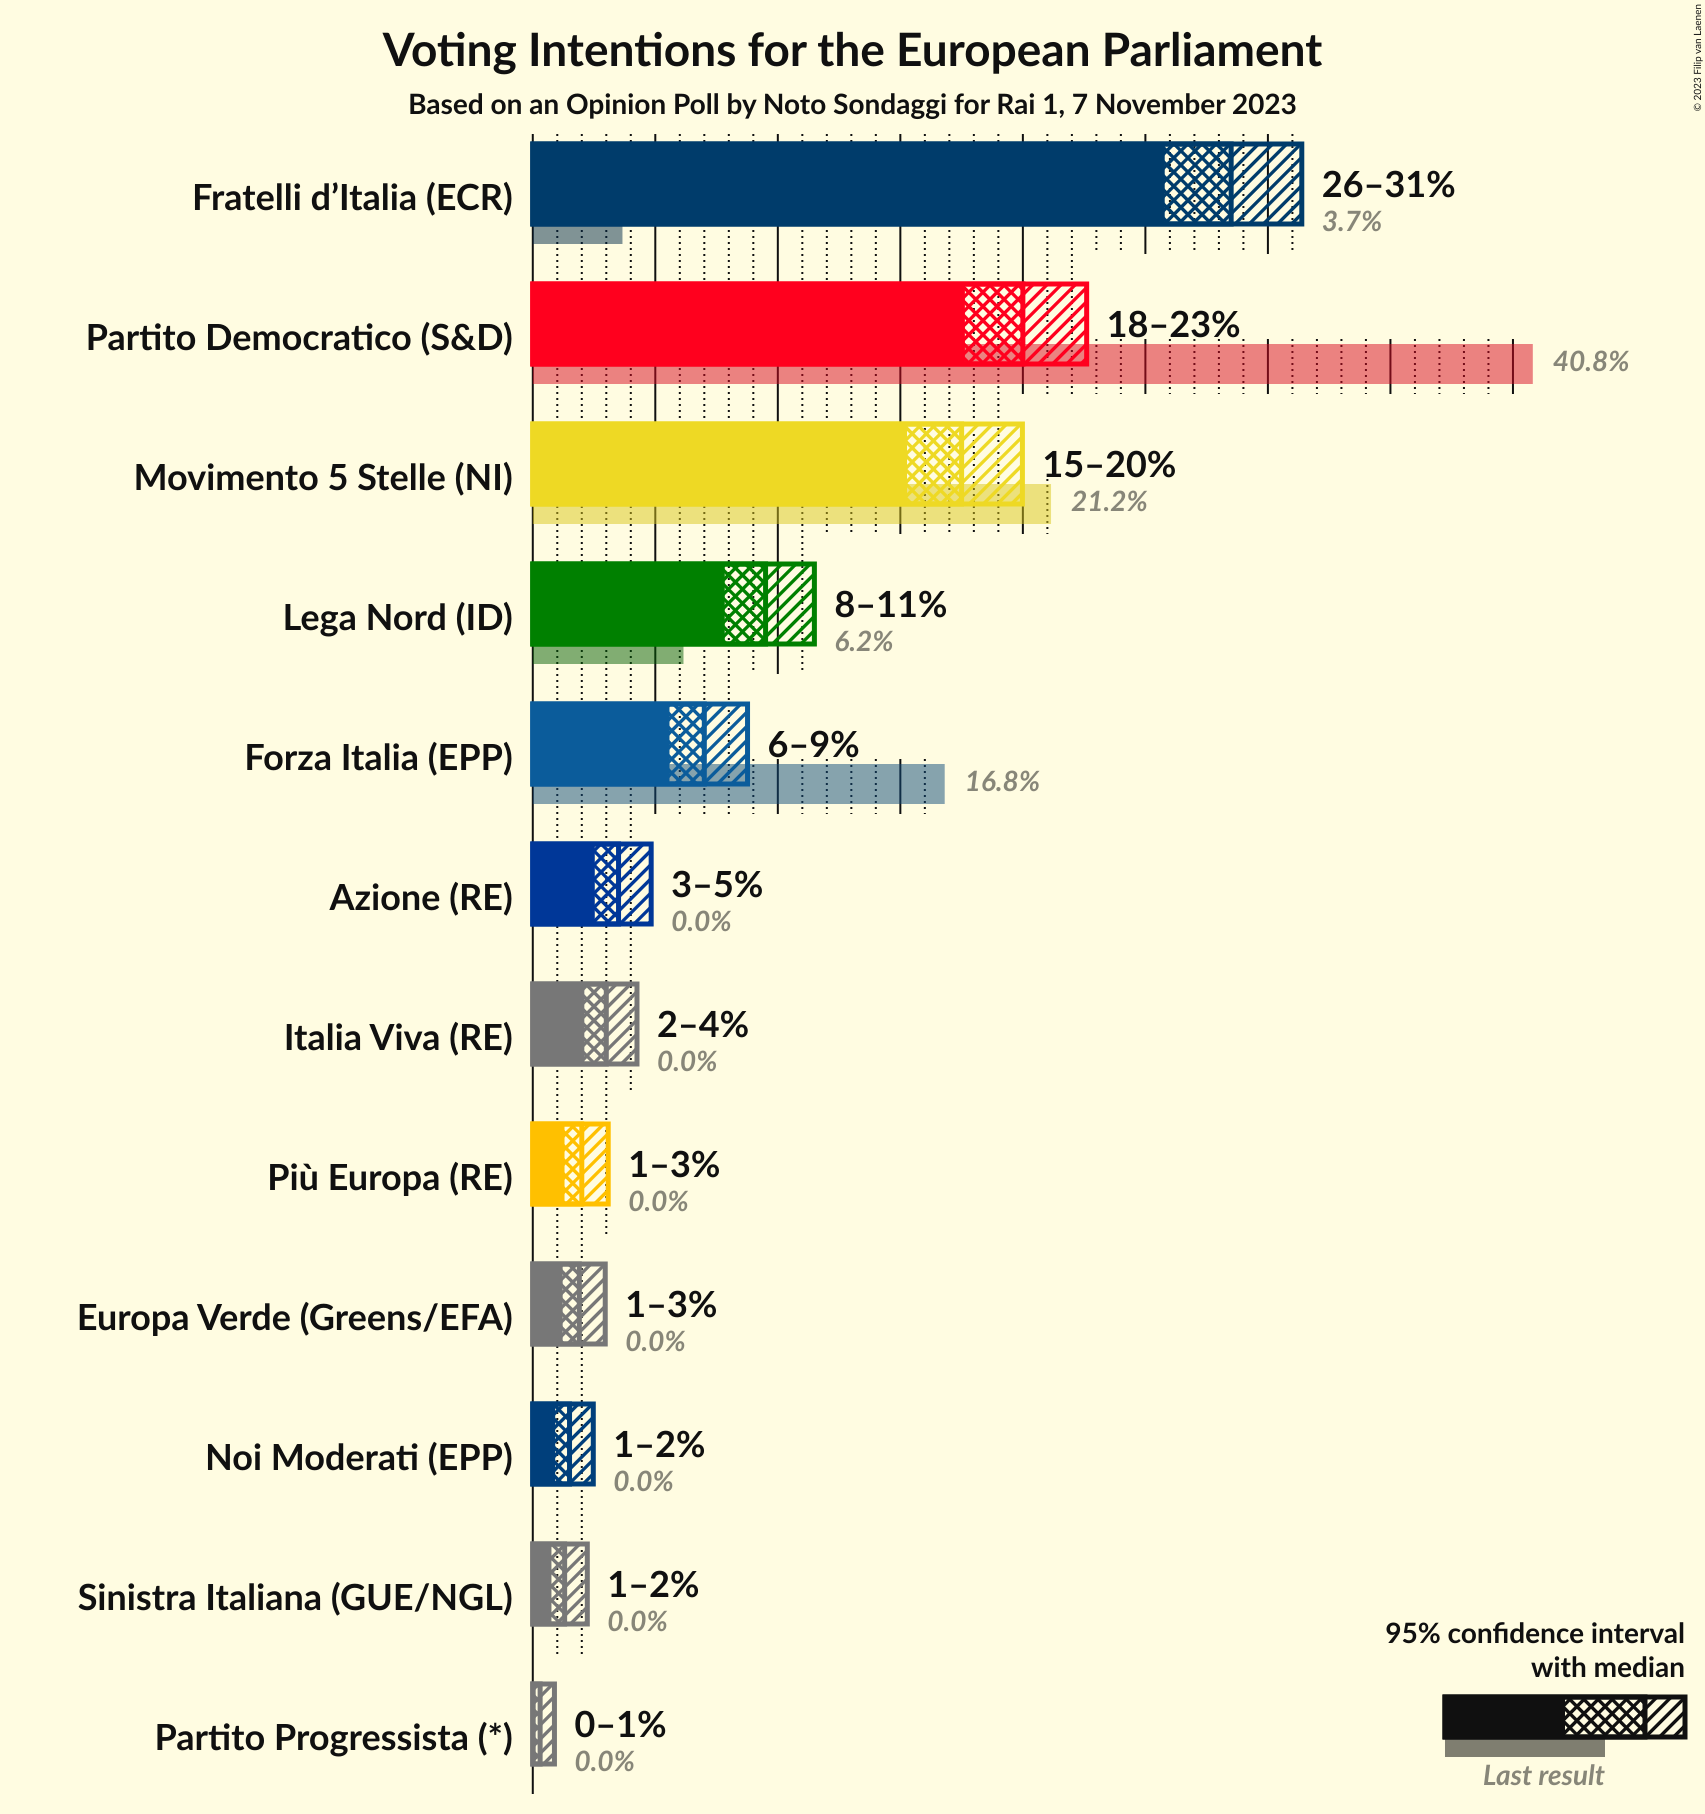 © 2023 Filip van Laenen
Voting Intentions for the European Parliament
Based on an Opinion Poll by Noto Sondaggi for Rai 1, 7 November 2023
Fratelli d’Italia (ECR)
26–31%
3.7%
Partito Democratico (S&D)
18–23%
40.8%
Movimento 5 Stelle (NI)
15–20%
21.2%
Lega Nord (ID)
8–11%
6.2%
Forza Italia (EPP)
6–9%
16.8%
Azione (RE)
3–5%
0.0%
Italia Viva (RE)
2–4%
0.0%
Più Europa (RE)
1–3%
0.0%
Europa Verde (Greens/EFA)
1–3%
0.0%
Noi Moderati (EPP)
1–2%
0.0%
Sinistra Italiana (GUE/NGL)
1–2%
0.0%
Partito Progressista (*)
0–1%
0.0%
95% confidence interval
with median
Last result